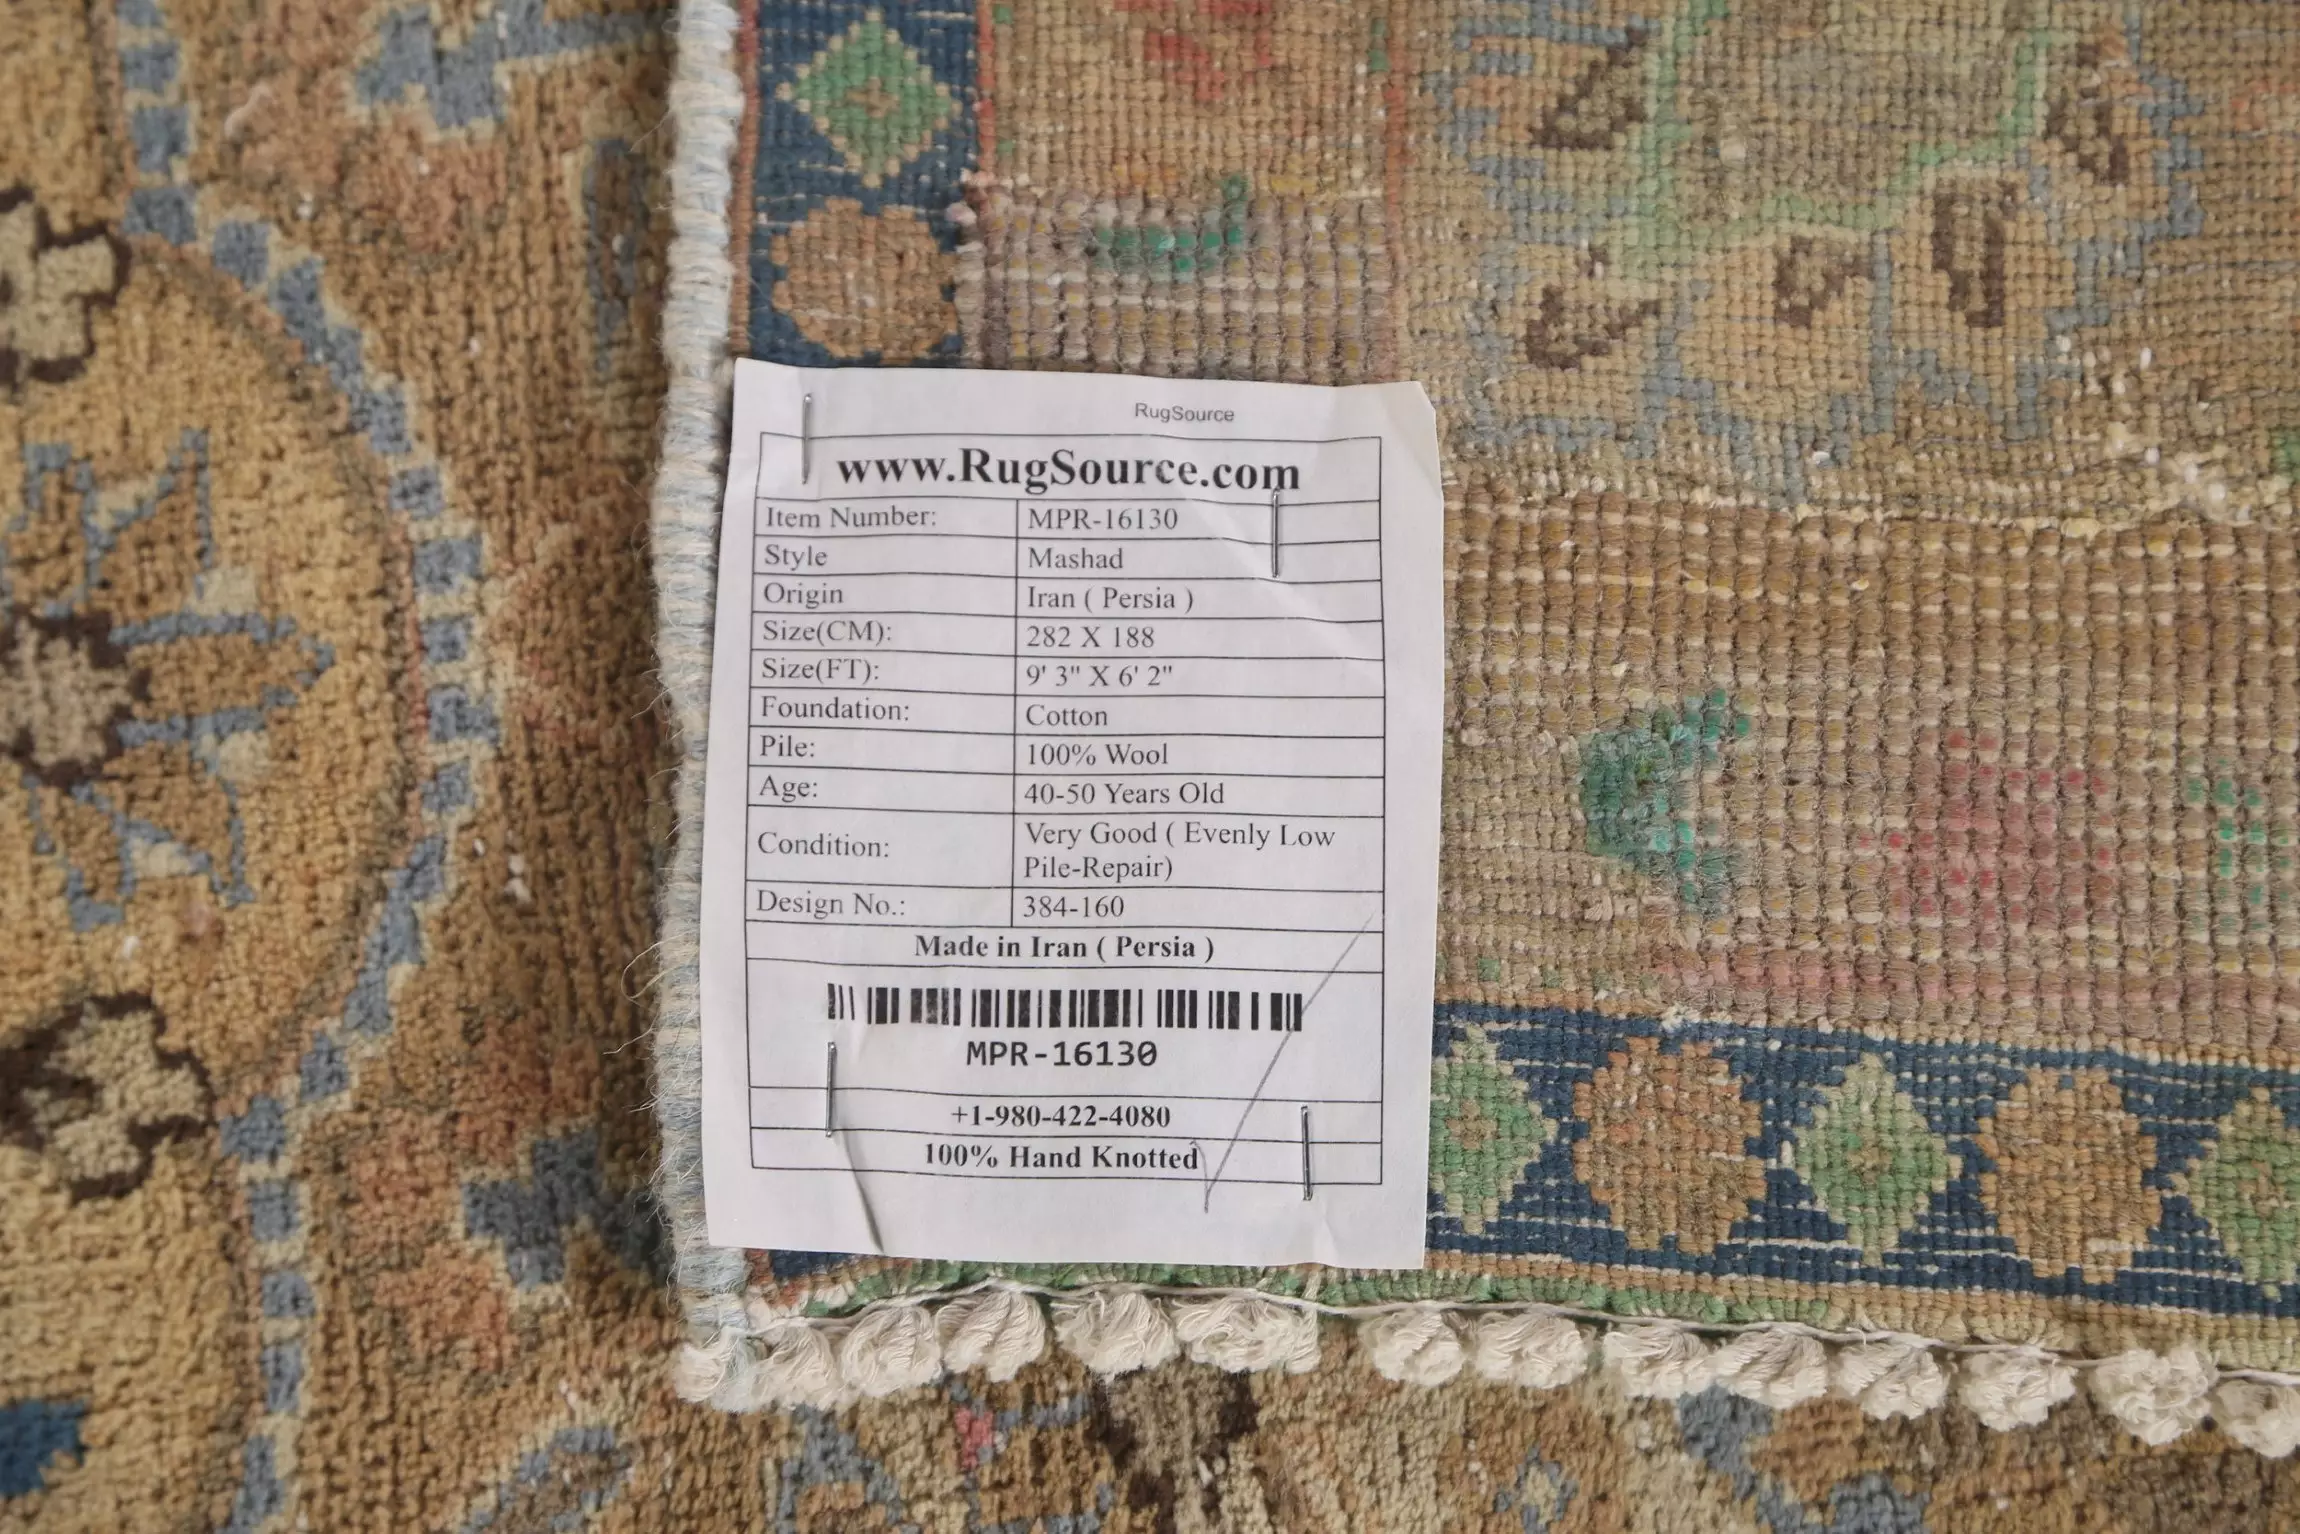 RugSource
www.RugSource.com
Item Number: MPR-16130
Style Mashad
Origin Iran ( Persia )
Size(CM): 282 X 188
Size(FT): 9' 3" X 6' 2"
Foundation: Cotton
Pile: 100% Wool
Age: 40-50 Years Old
Condition: Very Good ( Evenly Low
Pile-Repair)
Design No.: 384-160
Made in Iran ( Persia )
MPR-16130
+1-980-422-4080
100% Hand Knotted